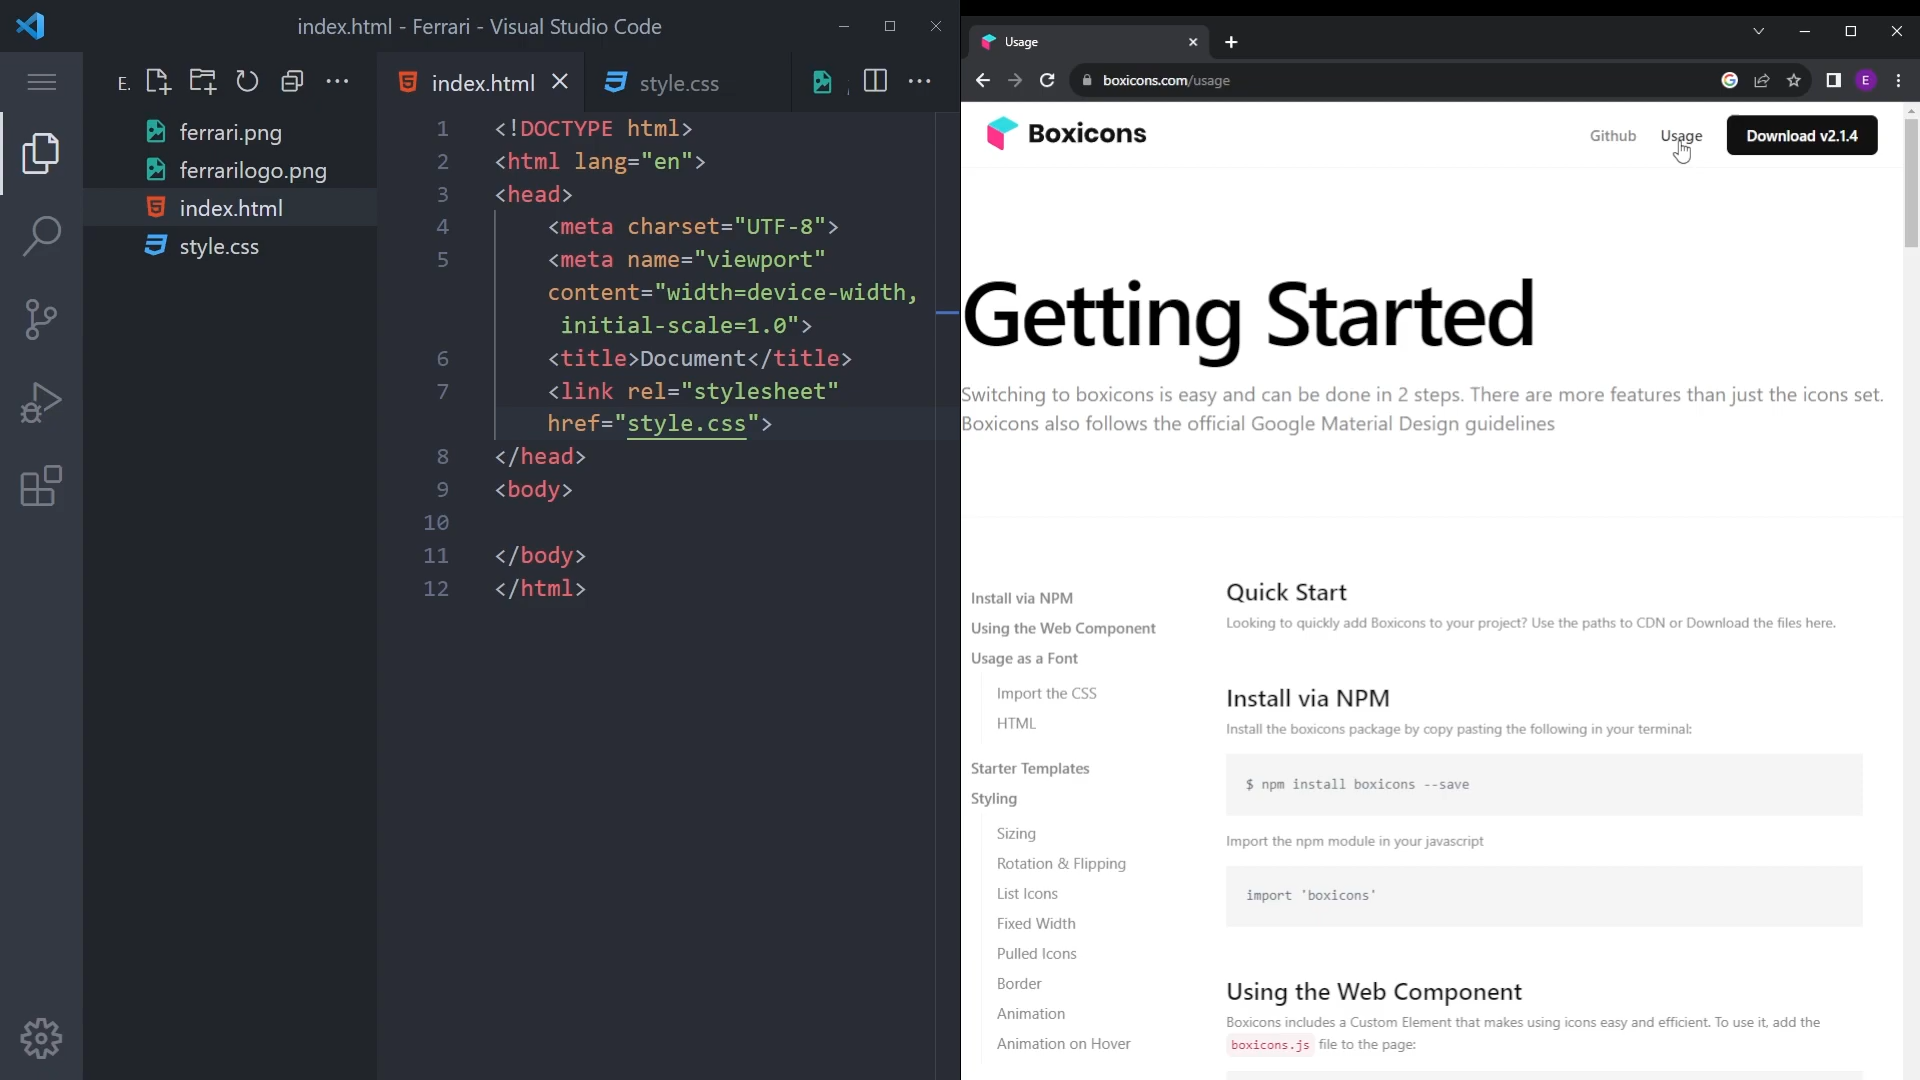 index.html - Ferrari - Visual Studio Code
E.
ferrari.png
ferrarilogo.png
index.html
style.css
index.html
style.css
1 <!DOCTYPE html>
2 <html lang="en">
3 <head>
4 <meta charset="UTF-8">
5 <meta name="viewport"
content="width=device-width,
initial-scale=1.0">
6 <title>Document</title>
7 <link rel="stylesheet"
href="style.css">
8 </head>
9 <body>
10
11 </body>
12 </html>
Usage
boxicons.com/usage
E
Boxicons
Github
Usage
Download v2.1.4
Getting Started
Switching to boxicons is easy and can be done in 2 steps. There are more features than just the icons set.
Boxicons also follows the official Google Material Design guidelines
Install via NPM
Using the Web Component
Usage as a Font
Import the CSS
HTML
Starter Templates
Styling
Sizing
Rotation & Flipping
List Icons
Fixed Width
Pulled Icons
Border
Animation
Animation on Hover
Quick Start
Looking to quickly add Boxicons to your project? Use the paths to CDN or Download the files here.
Install via NPM
Install the boxicons package by copy pasting the following in your terminal:
$ npm install boxicons --save
Import the npm module in your javascript
import 'boxicons'
Using the Web Component
Boxicons includes a Custom Element that makes using icons easy and efficient. To use it, add the
boxicons.js file to the page: